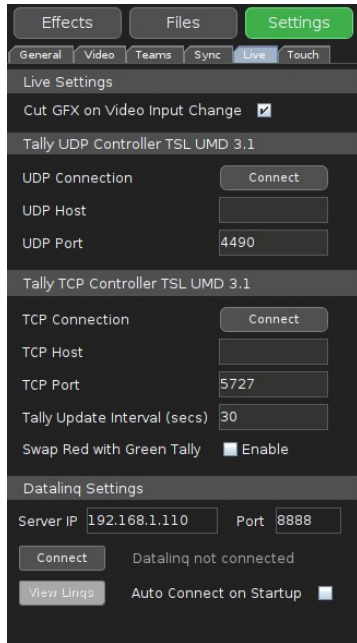 Effects Files Settings
General Video Teams Sync Live Touch
Live Settings
Cut GFX on Video Input Change
Tally UDP Controller TSL UMD 3.1
UDP Connection Connect
UDP Host
UDP Port 4490
Tally TCP Controller TSL UMD 3.1
TCP Connection Connect
TCP Host
TCP Port 5727
Tally Update Interval (secs) 30
Swap Red with Green Tally Enable
Datalinq Settings
Server IP 192.168.1.110 Port 8888
Connect Datalinq not connected
View Linqs Auto Connect on Startup